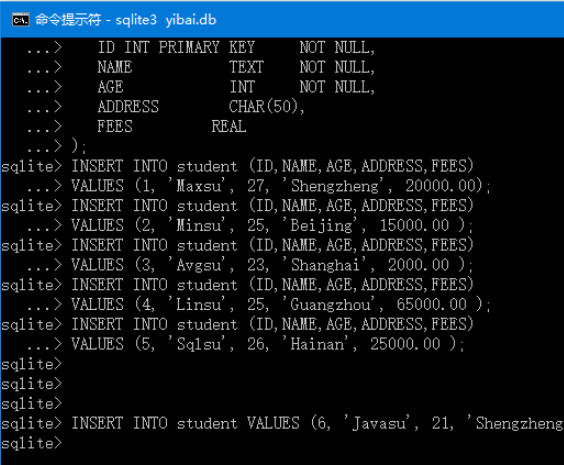 命令提示符 - sqlite3 yibai.db
...> ID INT PRIMARY KEY NOT NULL,
...> NAME TEXT NOT NULL,
...> AGE INT NOT NULL,
...> ADDRESS CHAR(50),
...> FEES REAL
...> );
sqlite> INSERT INTO student (ID,NAME,AGE,ADDRESS,FEES)
...> VALUES (1, 'Maxsu', 27, 'Shengzheng', 20000.00);
sqlite> INSERT INTO student (ID,NAME,AGE,ADDRESS,FEES)
...> VALUES (2, 'Minsu', 25, 'Beijing', 15000.00 );
sqlite> INSERT INTO student (ID,NAME,AGE,ADDRESS,FEES)
...> VALUES (3, 'Avgsu', 23, 'Shanghai', 2000.00 );
sqlite> INSERT INTO student (ID,NAME,AGE,ADDRESS,FEES)
...> VALUES (4, 'Linsu', 25, 'Guangzhou', 65000.00 );
sqlite> INSERT INTO student (ID,NAME,AGE,ADDRESS,FEES)
...> VALUES (5, 'Sqlsu', 26, 'Hainan', 25000.00 );
sqlite>
sqlite>
sqlite>
sqlite> INSERT INTO student VALUES (6, 'Javasu', 21, 'Shengzheng
sqlite>